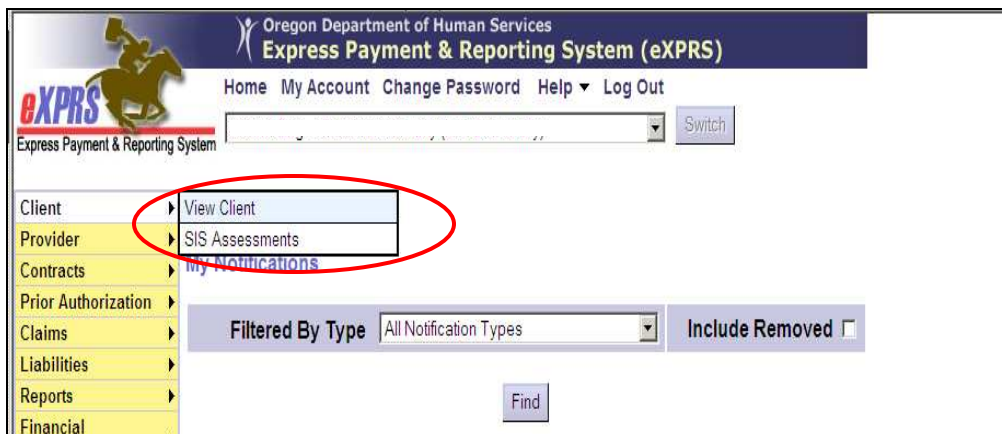 Oregon Department of Human Services
Express Payment & Reporting System (eXPRS)
Home My Account Change Password Help Log Out
eXPRS
Express Payment & Reporting System
Switch
Client
View Client
Provider
SIS Assessments
Contracts
My Notifications
Prior Authorization
Claims
Filtered By Type All Notification Types Include Removed
Liabilities
Reports
Find
Financial